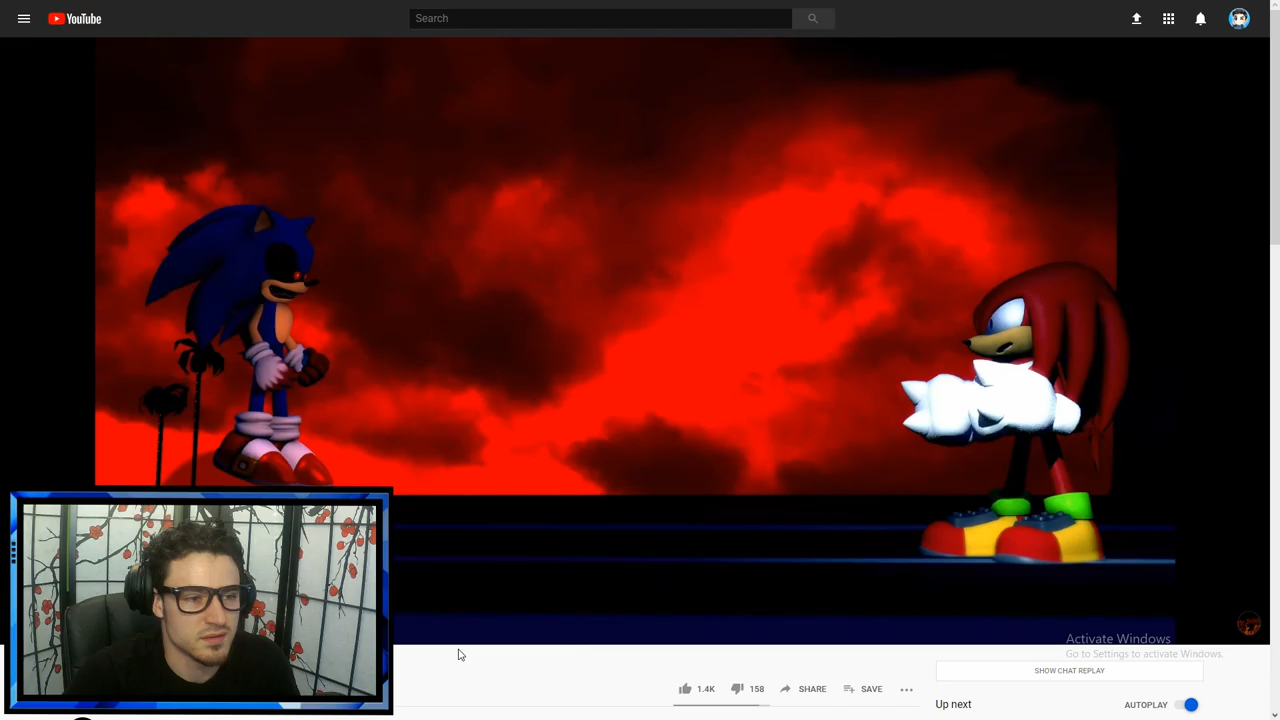 YouTube
Search
Activate Windows
Go to Settings to activate Windows.
SHOW CHAT REPLAY
1.4K
158
SHARE
SAVE
Up next
AUTOPLAY